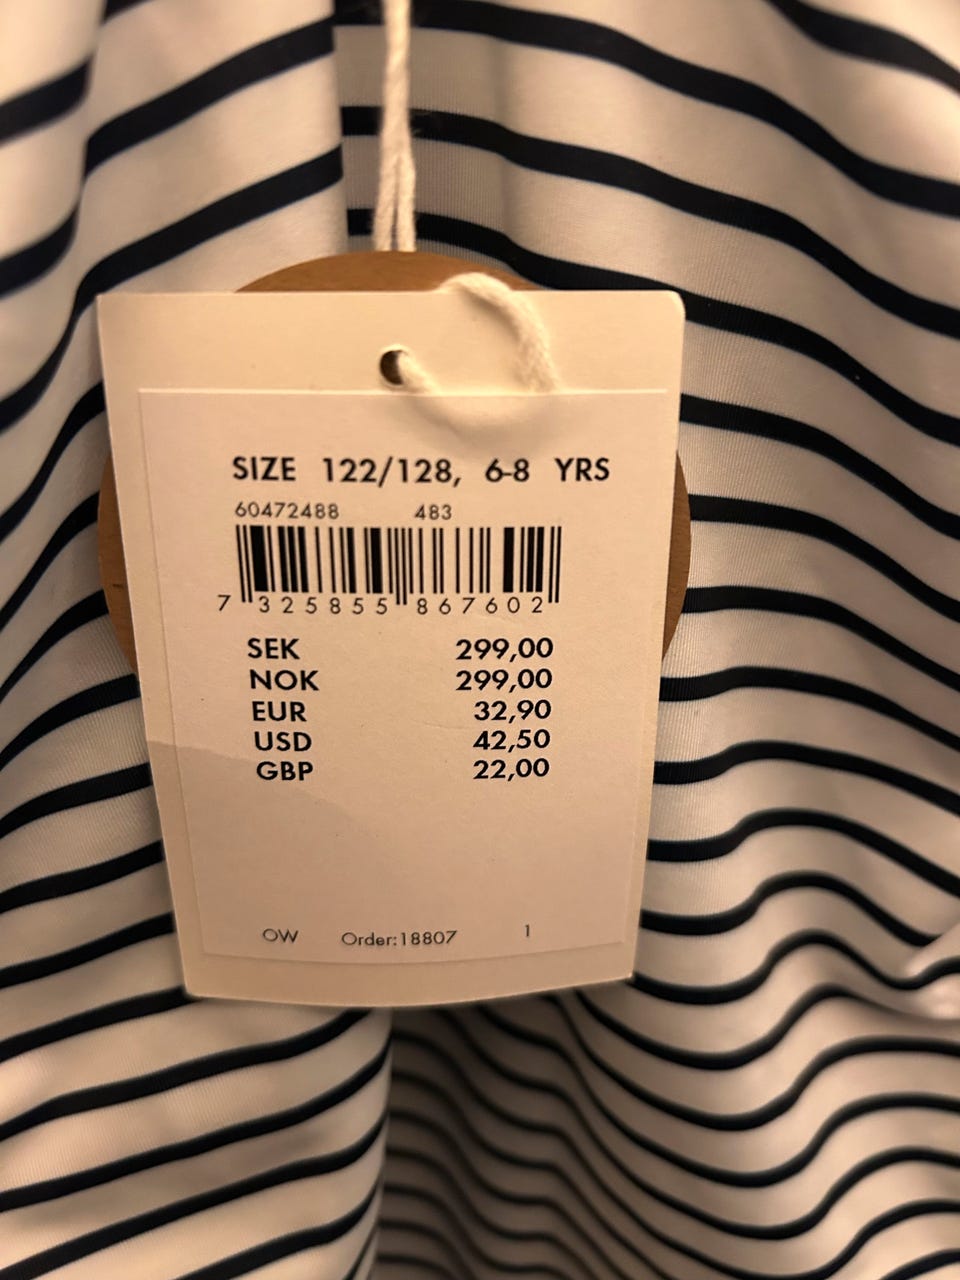 SIZE 122/128, 6-8 YRS
60472488 483
7 325855 867602
SEK 299,00
NOK 299,00
EUR 32,90
USD 42,50
GBP 22,00
OW Order:18807 1